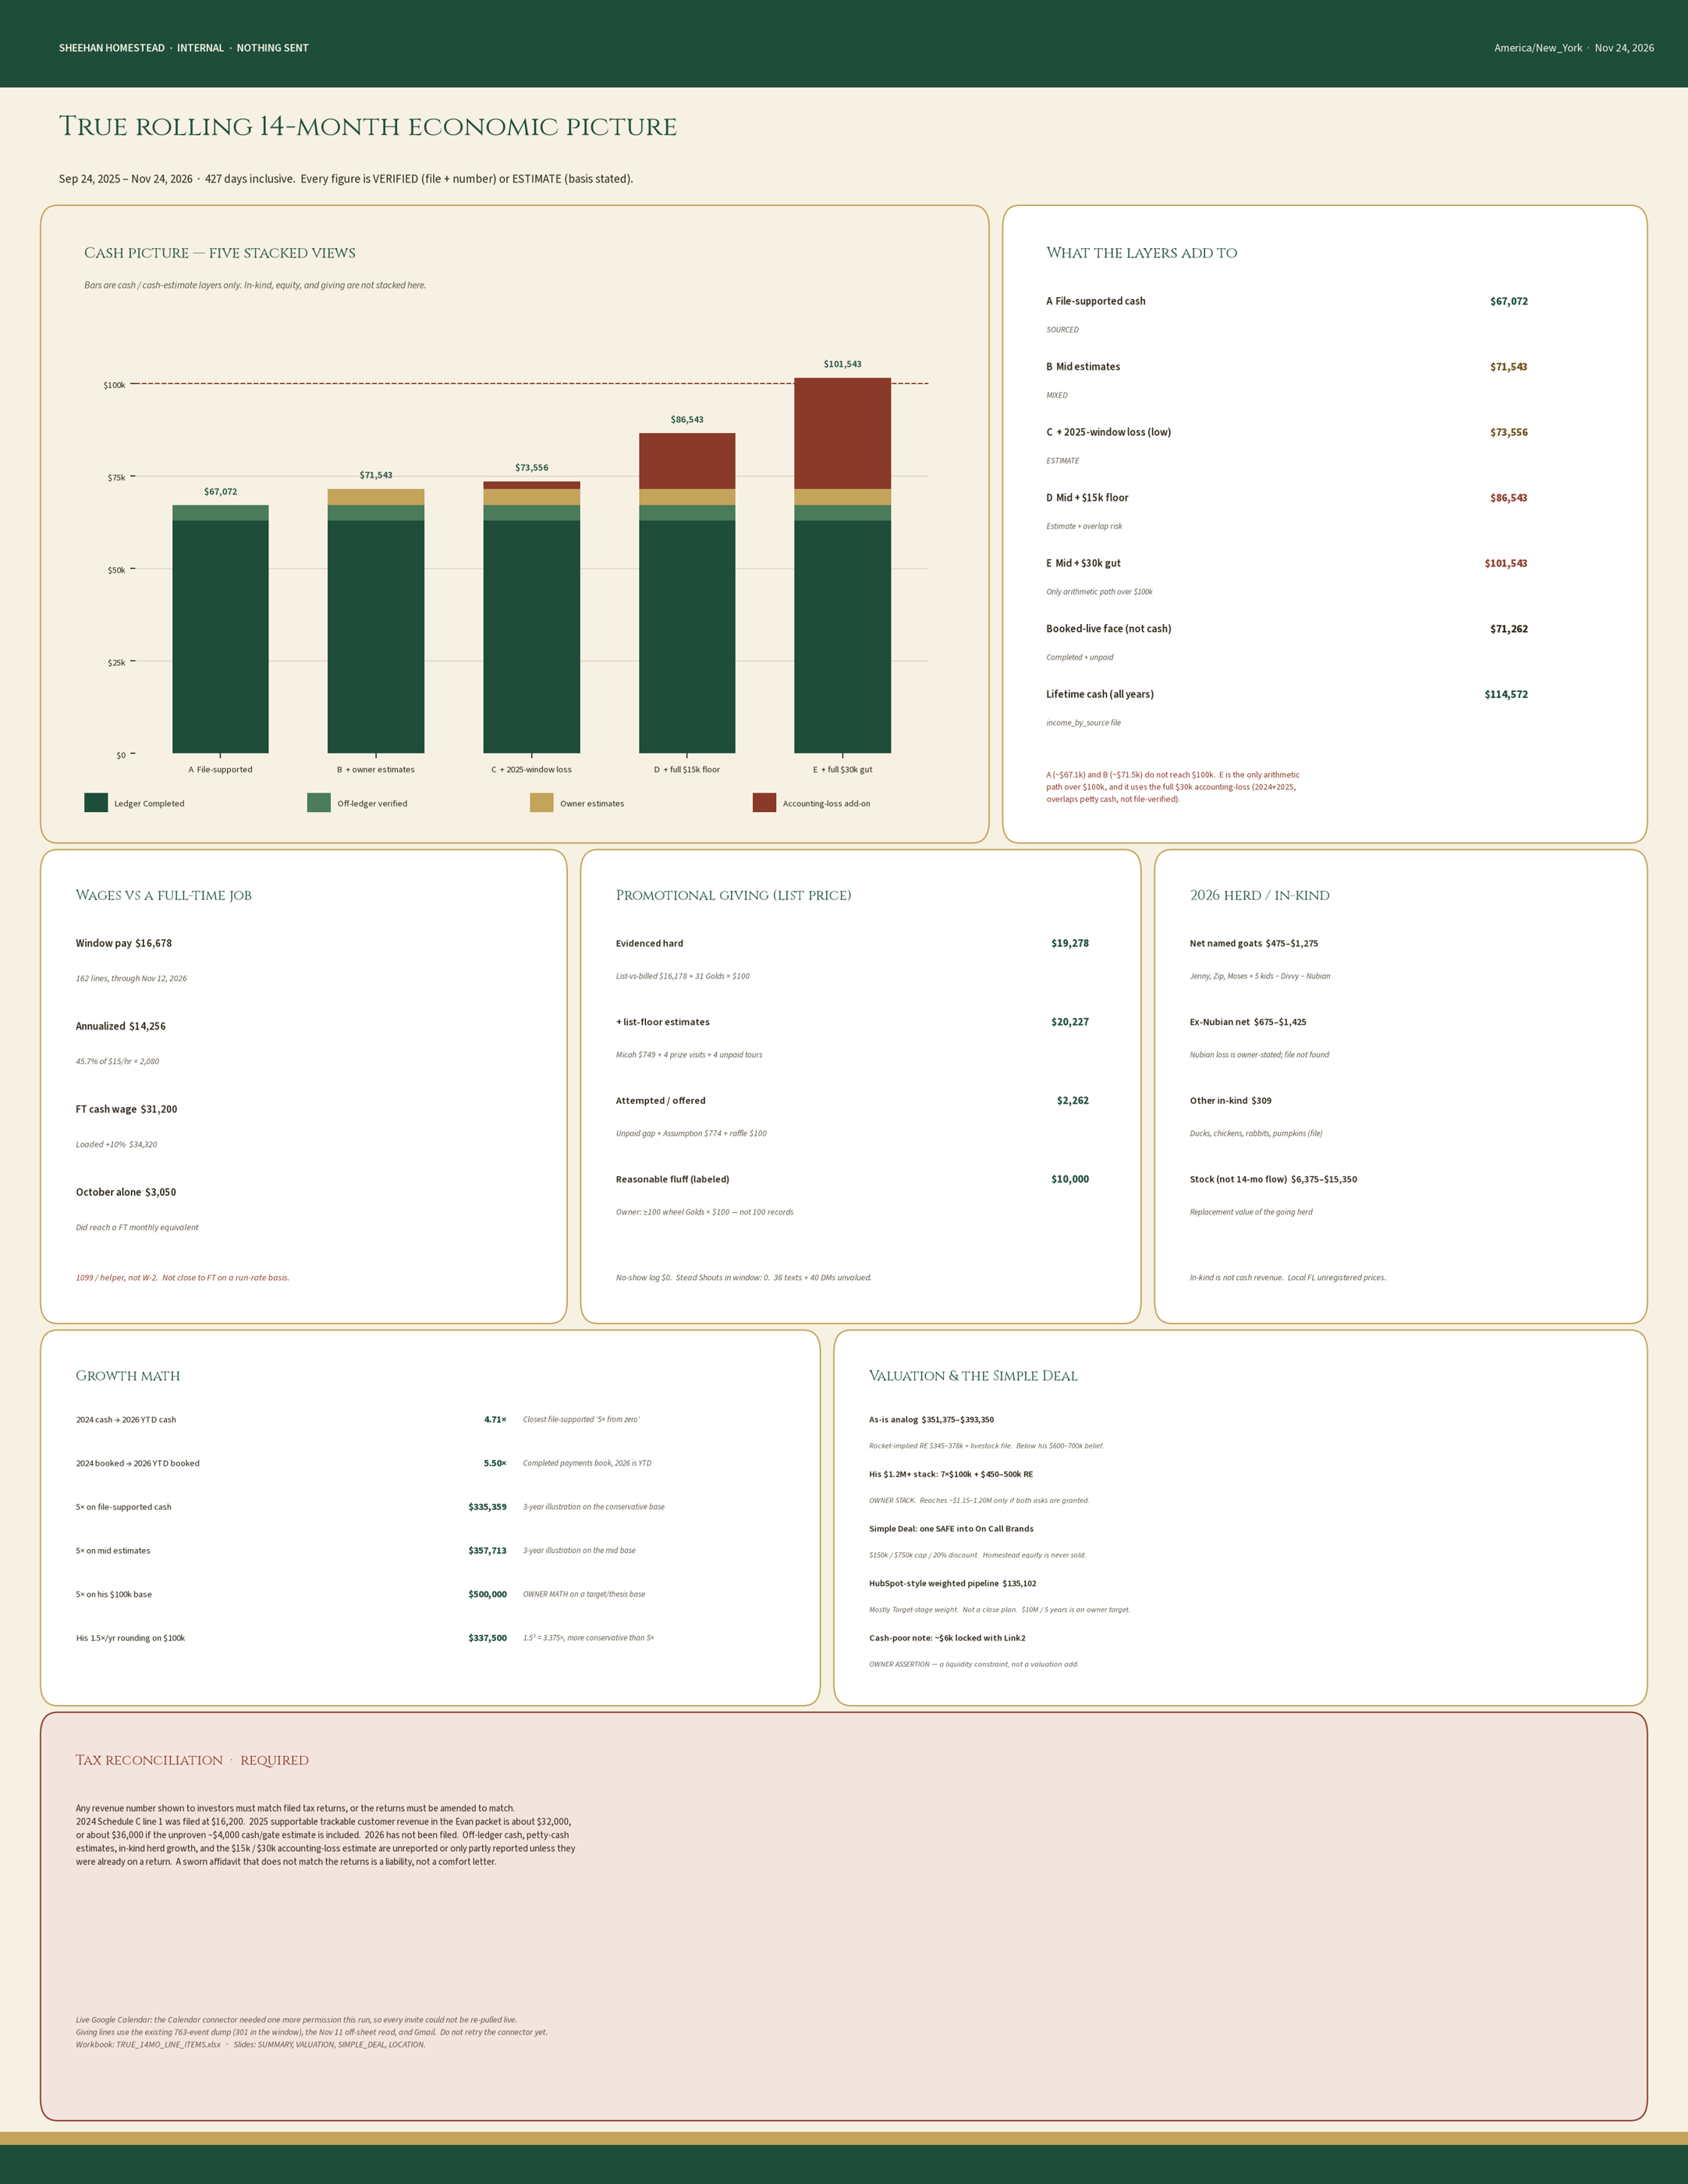 SHEEHAN HOMESTEAD · INTERNAL · NOTHING SENT
America/New_York · Nov 24, 2026
True rolling 14-month economic picture
Sep 24, 2025 – Nov 24, 2026 · 427 days inclusive. Every figure is VERIFIED (file + number) or ESTIMATE (basis stated).
Cash picture — five stacked views
Bars are cash / cash-estimate layers only. In-kind, equity, and giving are not stacked here.
$100k
$75k
$50k
$25k
$0
$67,072
$71,543
$73,556
$86,543
$101,543
A File-supported
B + owner estimates
C + 2025-window loss
D + full $15k floor
E + full $30k gut
Ledger Completed
Off-ledger verified
Owner estimates
Accounting-loss add-on
What the layers add to
A File-supported cash $67,072
SOURCED
B Mid estimates $71,543
MIXED
C + 2025-window loss (low) $73,556
ESTIMATE
D Mid + $15k floor $86,543
Estimate + overlap risk
E Mid + $30k gut $101,543
Only arithmetic path over $100k
Booked-live face (not cash) $71,262
Completed + unpaid
Lifetime cash (all years) $114,572
income_by_source file
A (~$67.1k) and B (~$71.5k) do not reach $100k. E is the only arithmetic
path over $100k, and it uses the full $30k accounting-loss (2024+2025,
overlaps petty cash, not file-verified).
Wages vs a full-time job
Window pay $16,678
162 lines, through Nov 12, 2026
Annualized $14,256
45.7% of $15/hr × 2,080
FT cash wage $31,200
Loaded +10% $34,320
October alone $3,050
Did reach a FT monthly equivalent
1099 / helper, not W-2. Not close to FT on a run-rate basis.
Promotional giving (list price)
Evidenced hard $19,278
List-vs-billed $16,178 + 31 Golds × $100
+ list-floor estimates $20,227
Micah $749 + 4 prize visits + 4 unpaid tours
Attempted / offered $2,262
Unpaid gap + Assumption $774 + raffle $100
Reasonable fluff (labeled) $10,000
Owner: ≥100 wheel Golds × $100 — not 100 records
No-show log $0. Stead Shouts in window: 0. 36 texts + 40 DMs unvalued.
2026 herd / in-kind
Net named goats $475–$1,275
Jenny, Zip, Moses + 5 kids − Divvy − Nubian
Ex-Nubian net $675–$1,425
Nubian loss is owner-stated; file not found
Other in-kind $309
Ducks, chickens, rabbits, pumpkins (file)
Stock (not 14-mo flow) $6,375–$15,350
Replacement value of the going herd
In-kind is not cash revenue. Local FL unregistered prices.
Growth math
2024 cash → 2026 YTD cash 4.71× Closest file-supported '5× from zero'
2024 booked → 2026 YTD booked 5.50× Completed payments book, 2026 is YTD
5× on file-supported cash $335,359 3-year illustration on the conservative base
5× on mid estimates $357,713 3-year illustration on the mid base
5× on his $100k base $500,000 OWNER MATH on a target/thesis base
His 1.5×/yr rounding on $100k $337,500 1.5³ = 3.375×, more conservative than 5×
Valuation & the Simple Deal
As-is analog $351,375–$393,350
Rocket-implied RE $345–378k + livestock file. Below his $600–700k belief.
His $1.2M+ stack: 7×$100k + $450–500k RE
OWNER STACK. Reaches ~$1.15–1.20M only if both asks are granted.
Simple Deal: one SAFE into On Call Brands
$150k / $750k cap / 20% discount. Homestead equity is never sold.
HubSpot-style weighted pipeline $135,102
Mostly Target-stage weight. Not a close plan. $10M / 5 years is an owner target.
Cash-poor note: ~$6k locked with Link2
OWNER ASSERTION — a liquidity constraint, not a valuation add.
Tax reconciliation · required
Any revenue number shown to investors must match filed tax returns, or the returns must be amended to match.
2024 Schedule C line 1 was filed at $16,200. 2025 supportable trackable customer revenue in the Evan packet is about $32,000,
or about $36,000 if the unproven ~$4,000 cash/gate estimate is included. 2026 has not been filed. Off-ledger cash, petty-cash
estimates, in-kind herd growth, and the $15k / $30k accounting-loss estimate are unreported or only partly reported unless they
were already on a return. A sworn affidavit that does not match the returns is a liability, not a comfort letter.
Live Google Calendar: the Calendar connector needed one more permission this run, so every invite could not be re-pulled live.
Giving lines use the existing 763-event dump (301 in the window), the Nov 11 off-sheet read, and Gmail. Do not retry the connector yet.
Workbook: TRUE_14MO_LINE_ITEMS.xlsx · Slides: SUMMARY, VALUATION, SIMPLE_DEAL, LOCATION.